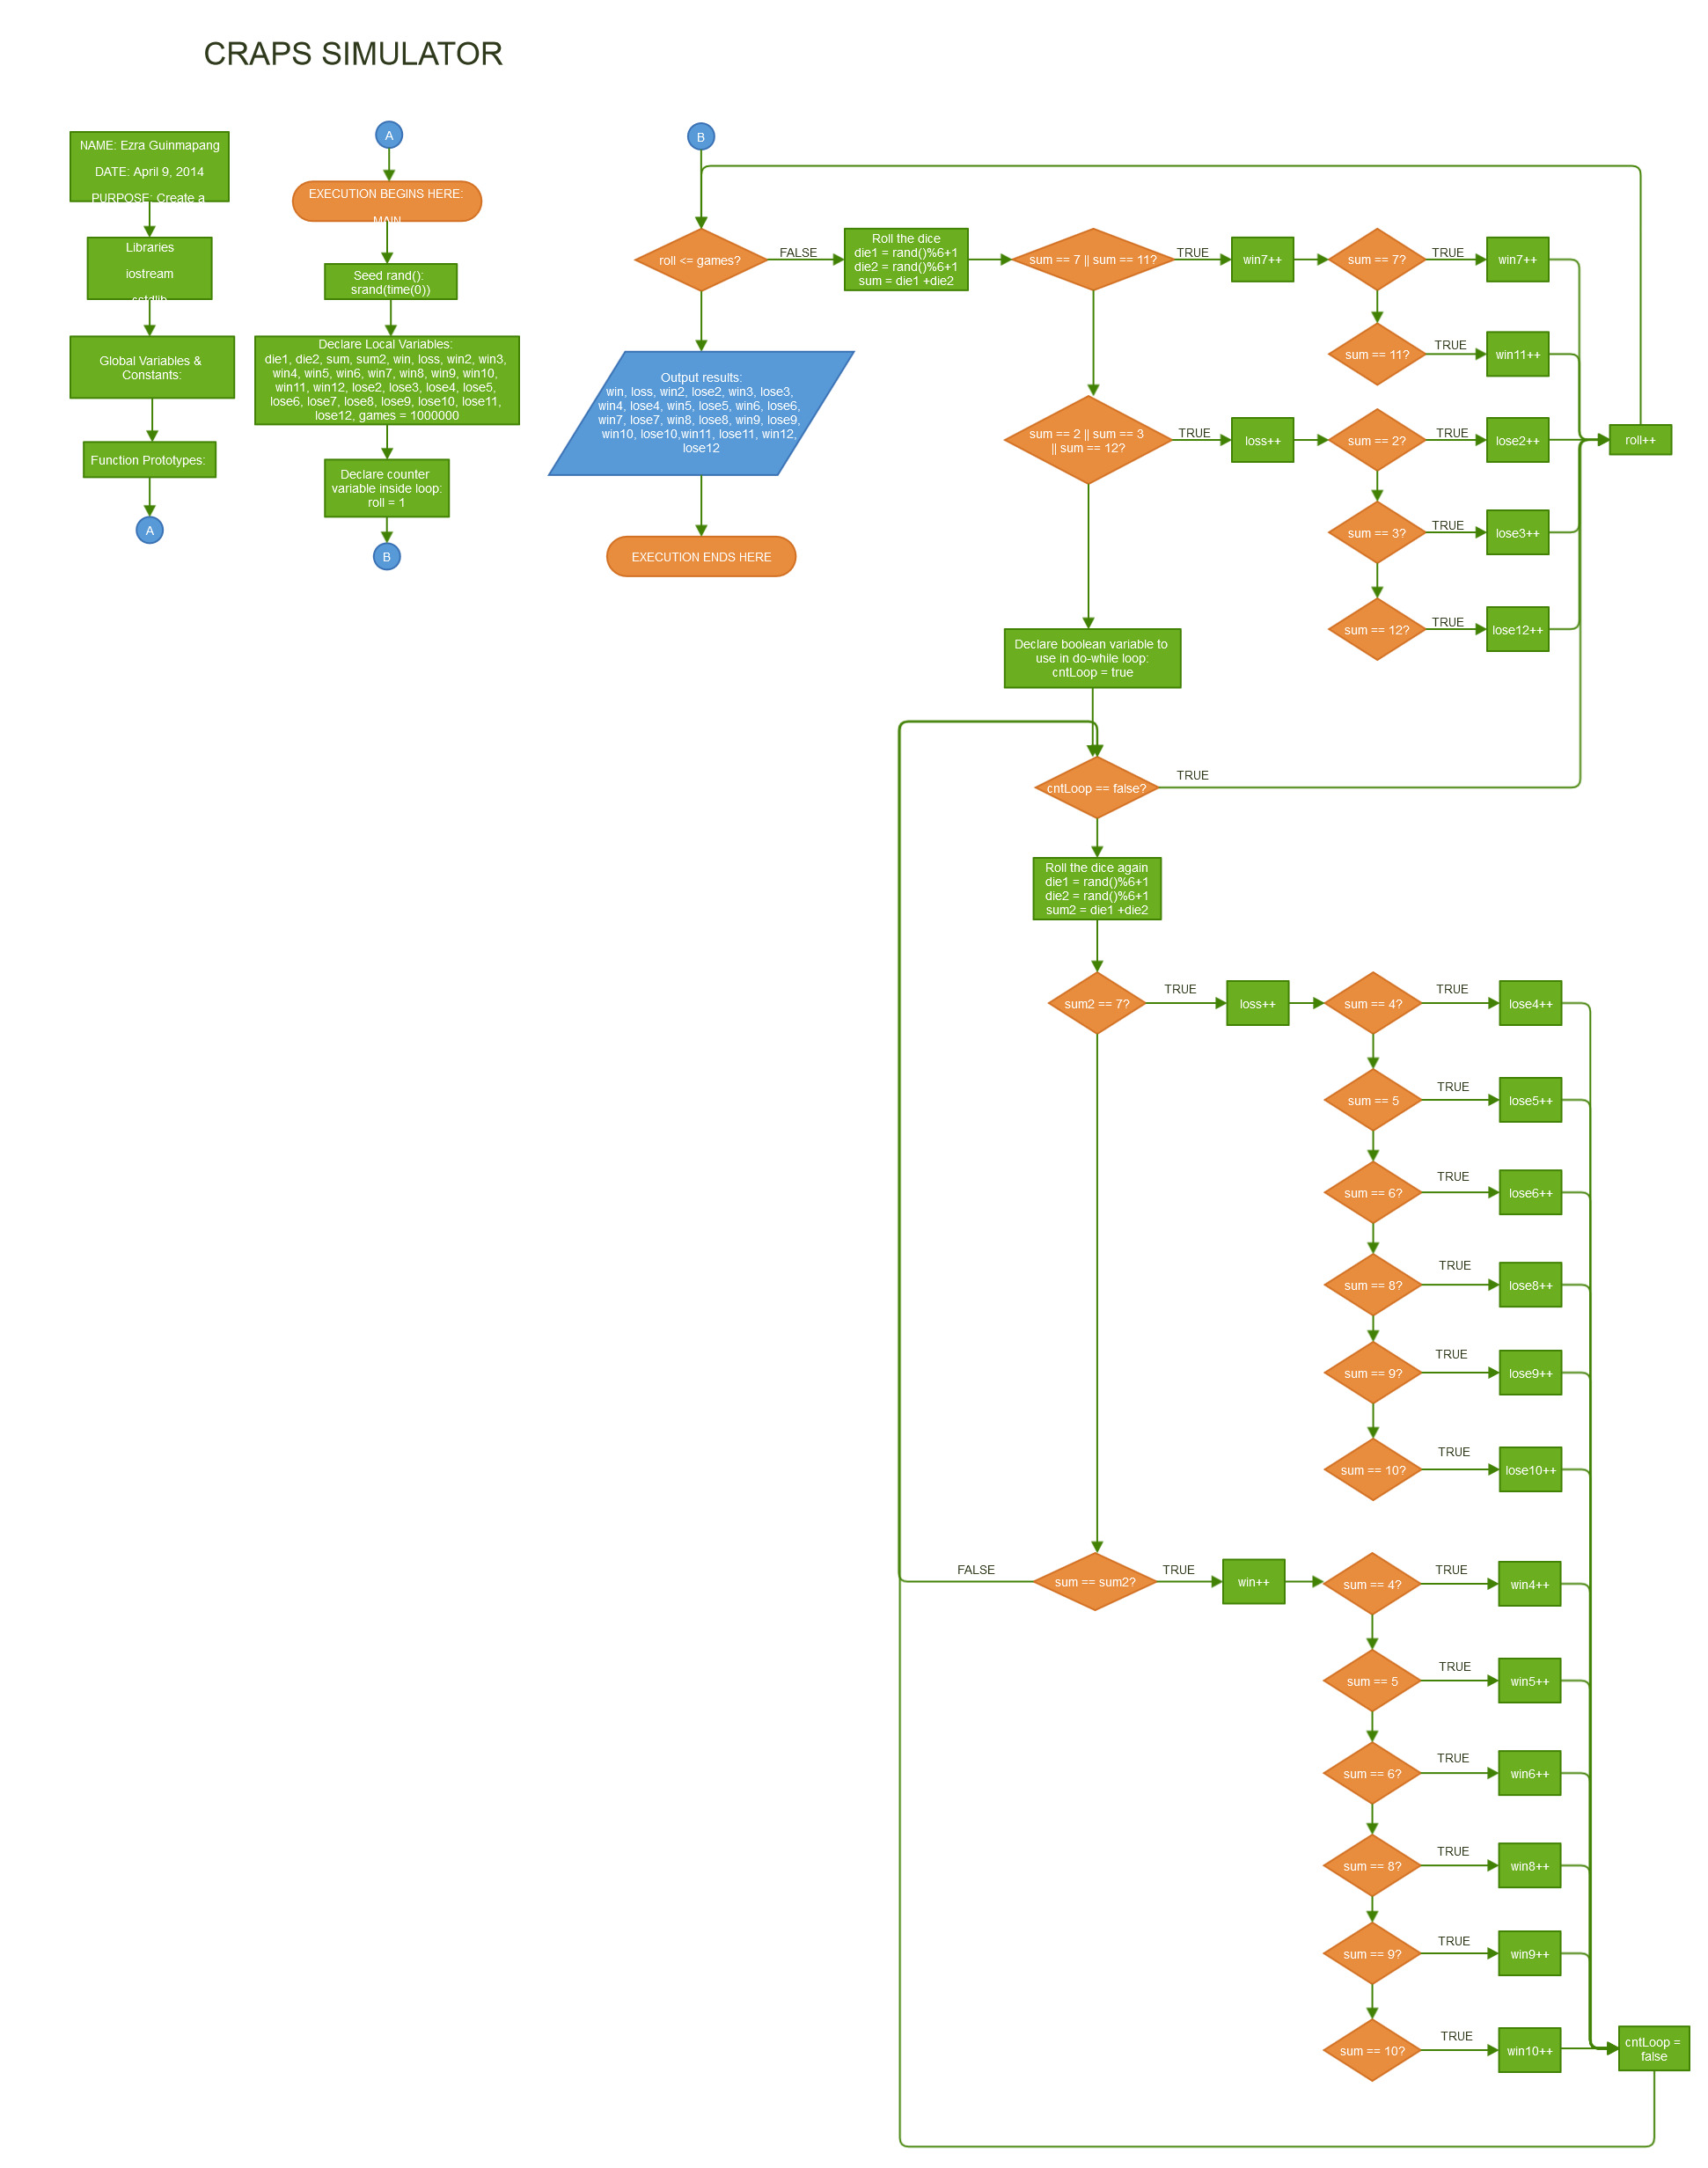 CRAPS SIMULATOR
NAME: Ezra Guinmapang
DATE: April 9, 2014
PURPOSE: Create a
Libraries
iostream
cstdlib
Global Variables &
Constants:
Function Prototypes:
A
A
EXECUTION BEGINS HERE:
MAIN
Seed rand():
srand(time(0))
Declare Local Variables:
die1, die2, sum, sum2, win, loss, win2, win3,
win4, win5, win6, win7, win8, win9, win10,
win11, win12, lose2, lose3, lose4, lose5,
lose6, lose7, lose8, lose9, lose10, lose11,
lose12, games = 1000000
Declare counter
variable inside loop:
roll = 1
B
B
roll <= games?
FALSE
Output results:
win, loss, win2, lose2, win3, lose3,
win4, lose4, win5, lose5, win6, lose6,
win7, lose7, win8, lose8, win9, lose9,
win10, lose10,win11, lose11, win12,
lose12
EXECUTION ENDS HERE
Roll the dice
die1 = rand()%6+1
die2 = rand()%6+1
sum = die1 +die2
sum == 7 || sum == 11?
TRUE
win7++
sum == 7?
TRUE
win7++
sum == 11?
TRUE
win11++
sum == 2 || sum == 3
|| sum == 12?
TRUE
loss++
sum == 2?
TRUE
lose2++
roll++
sum == 3?
TRUE
lose3++
sum == 12?
TRUE
lose12++
Declare boolean variable to
use in do-while loop:
cntLoop = true
cntLoop == false?
TRUE
Roll the dice again
die1 = rand()%6+1
die2 = rand()%6+1
sum2 = die1 +die2
sum2 == 7?
TRUE
loss++
sum == 4?
TRUE
lose4++
sum == 5
TRUE
lose5++
sum == 6?
TRUE
lose6++
sum == 8?
TRUE
lose8++
sum == 9?
TRUE
lose9++
sum == 10?
TRUE
lose10++
FALSE
sum == sum2?
TRUE
win++
sum == 4?
TRUE
win4++
sum == 5
TRUE
win5++
sum == 6?
TRUE
win6++
sum == 8?
TRUE
win8++
sum == 9?
TRUE
win9++
sum == 10?
TRUE
win10++
cntLoop =
false